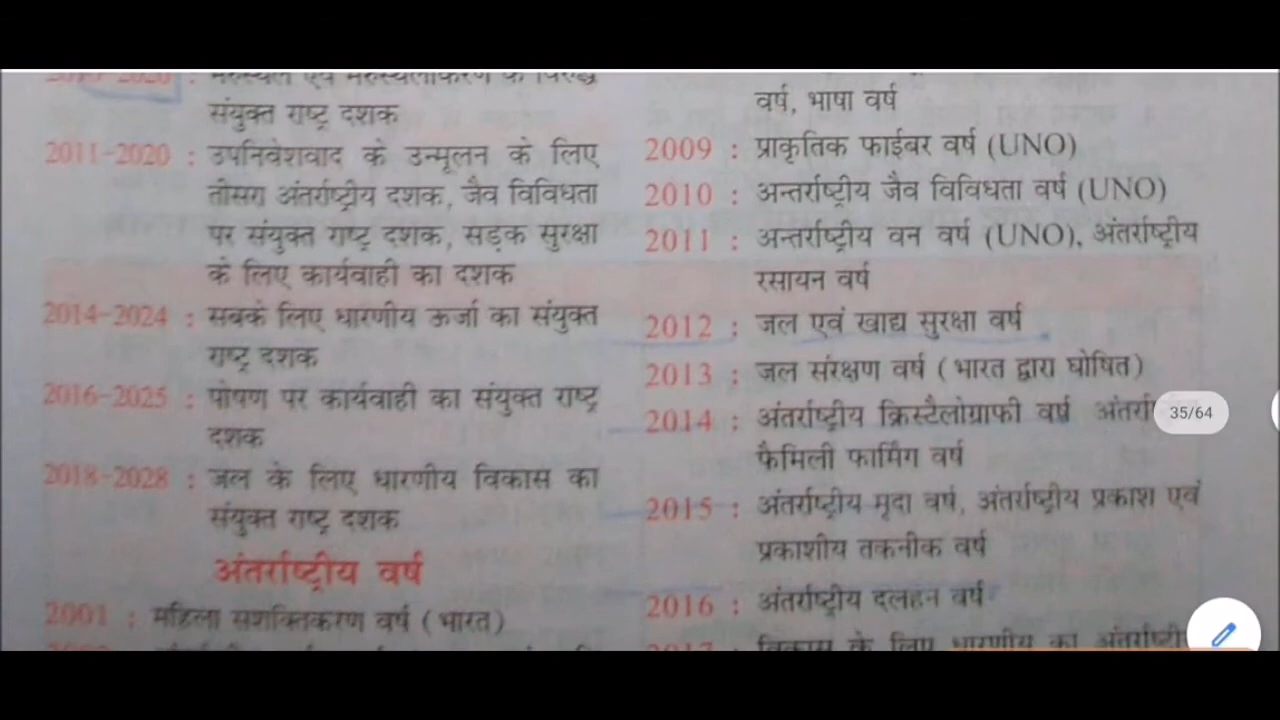 संयुक्त राष्ट्र दशक
2011-2020 : उपनिवेशवाद के उन्मूलन के लिए
तीसरा अंतर्राष्ट्रीय दशक, जैव विविधता
पर संयुक्त राष्ट्र दशक, सड़क सुरक्षा
के लिए कार्यवाही का दशक
2014-2024 : सबके लिए धारणीय ऊर्जा का संयुक्त
राष्ट्र दशक
2016-2025 : पोषण पर कार्यवाही का संयुक्त राष्ट्र
दशक
2018-2028 : जल के लिए धारणीय विकास का
संयुक्त राष्ट्र दशक
अंतर्राष्ट्रीय वर्ष
2001 : महिला सशक्तिकरण वर्ष (भारत)
वर्ष, भाषा वर्ष
2009 : प्राकृतिक फाईबर वर्ष (UNO)
2010 : अन्तर्राष्ट्रीय जैव विविधता वर्ष (UNO)
2011 : अन्तर्राष्ट्रीय वन वर्ष (UNO), अंतर्राष्ट्रीय
रसायन वर्ष
2012 : जल एवं खाद्य सुरक्षा वर्ष
2013 : जल संरक्षण वर्ष (भारत द्वारा घोषित)
2014 : अंतर्राष्ट्रीय क्रिस्टैलोग्राफी वर्ष
फैमिली फार्मिंग वर्ष
2015 : अंतर्राष्ट्रीय मृदा वर्ष, अंतर्राष्ट्रीय प्रकाश एवं
प्रकाशीय तकनीक वर्ष
2016 : अंतर्राष्ट्रीय दलहन वर्ष
35/64